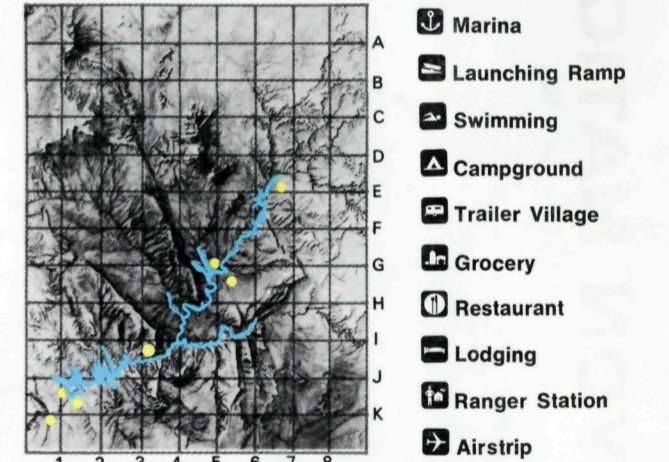 A
B
C
D
E
F
G
H
I
J
K
1 2 3 4 5 6 7 8
Marina
Launching Ramp
Swimming
Campground
Trailer Village
Grocery
Restaurant
Lodging
Ranger Station
Airstrip